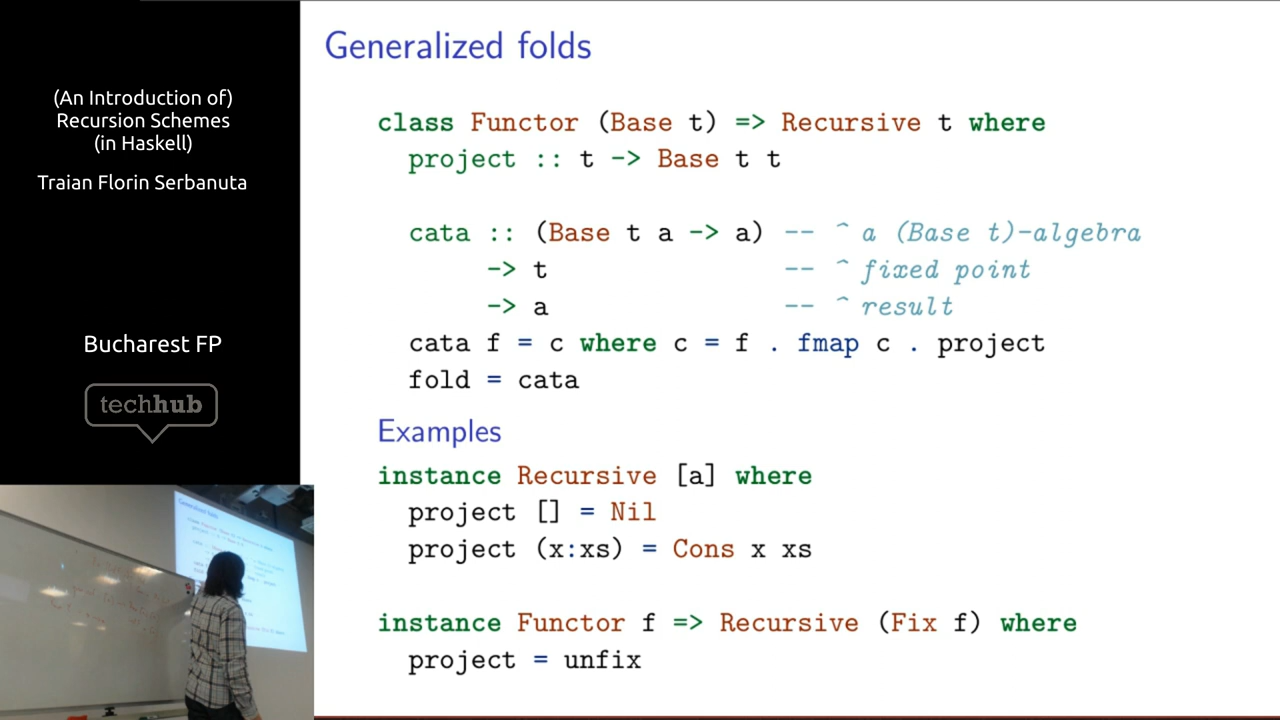 (An Introduction of)
Recursion Schemes
(in Haskell)
Traian Florin Serbanuta
Bucharest FP
techhub
Generalized folds
class Functor (Base t) => Recursive t where
project :: t -> Base t t
cata :: (Base t a -> a) -- ^ a (Base t)-algebra
-> t -- ^ fixed point
-> a -- ^ result
cata f = c where c = f . fmap c . project
fold = cata
Examples
instance Recursive [a] where
project [] = Nil
project (x:xs) = Cons x xs
instance Functor f => Recursive (Fix f) where
project = unfix
Generalized folds